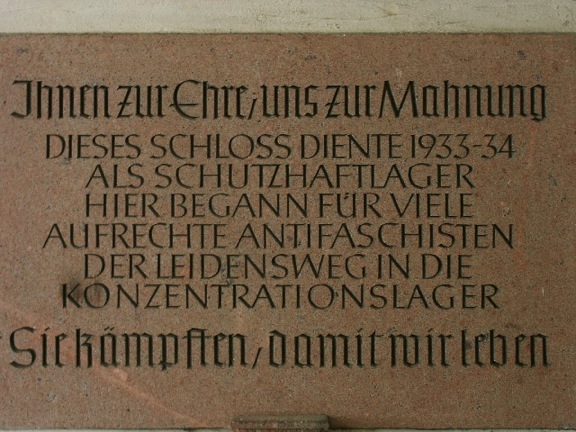 Ihnen zur Ehre, uns zur Mahnung
DIESES SCHLOSS DIENTE 1933-34
ALS SCHUTZHAFTLAGER
HIER BEGANN FÜR VIELE
AUFRECHTE ANTIFASCHISTEN
DER LEIDENSWEG IN DIE
KONZENTRATIONSLAGER
Sie kämpften, damit wir leben